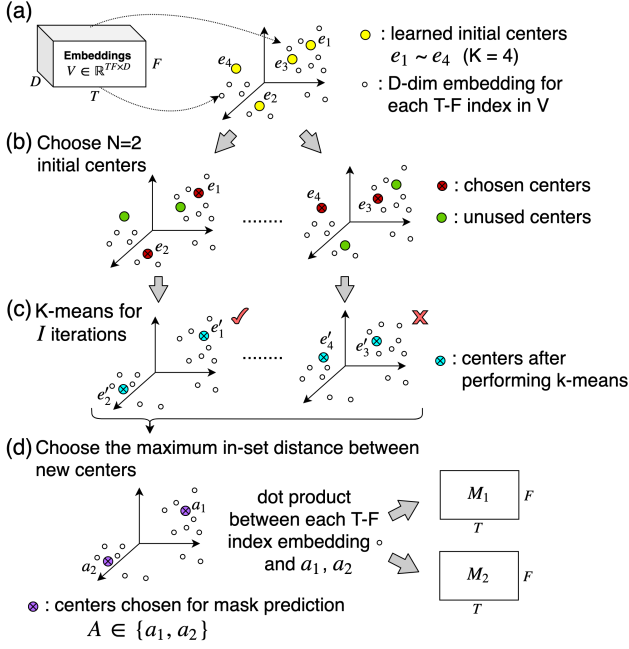 (a)
Embeddings
V ∈ ℝ^{TF×D}
D
F
T
e₁
e₃
e₄
e₂
: learned initial centers
e₁ ~ e₄ (K = 4)
: D-dim embedding for
each T-F index in V
(b) Choose N=2
initial centers
e₁
e₂
........
e₄
e₃
: chosen centers
: unused centers
(c) K-means for
I iterations
e′₁
e′₂
........
e′₄
e′₃
: centers after
performing k-means
(d) Choose the maximum in-set distance between
new centers
a₁
a₂
dot product
between each T-F
index embedding
and a₁, a₂
M₁
F
T
M₂
F
T
: centers chosen for mask prediction
A ∈ {a₁, a₂}